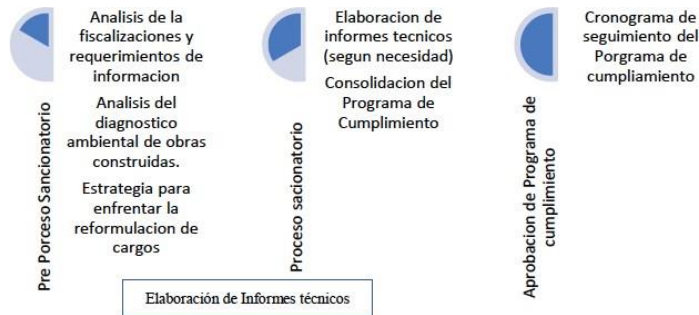 Pre Porceso Sancionatorio
Analisis de la
fiscalizaciones y
requerimientos de
informacion
Analisis del
diagnostico
ambiental de obras
construidas.
Estrategia para
enfrentar la
reformulacion de
cargos
Proceso sacionatorio
Elaboracion de
informes tecnicos
(segun necesidad)
Consolidacion del
Programa de
Cumplimiento
Aprobacion de Programa de
cumplimiento
Cronograma de
seguimiento del
Porgrama de
cumpliamiento
Elaboración de Informes técnicos